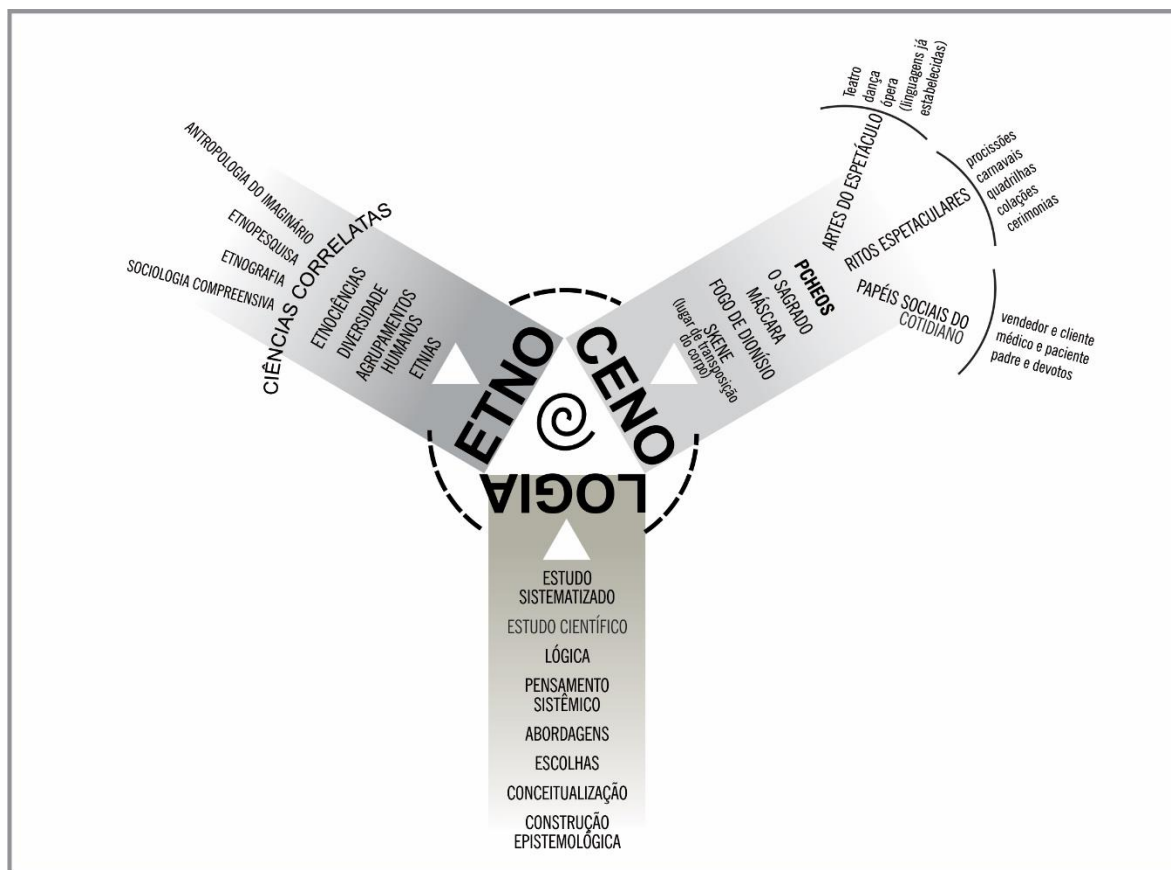 ANTROPOLOGIA DO IMAGINÁRIO
ETNOPESQUISA
ETNOGRAFIA
SOCIOLOGIA COMPREENSIVA
CIÊNCIAS CORRELATAS
ETNOCIÊNCIAS
DIVERSIDADE
AGRUPAMENTOS
HUMANOS
ETNIAS
ETNO
CENO
SKENE
(lugar de transposição
do corpo)
FOGO DE DIONÍSIO
MÁSCARA
O SAGRADO
PCHEOS
ARTES DO ESPETÁCULO
Teatro
dança
ópera
(linguagens já
estabelecidas)
RITOS ESPETACULARES
procissões
carnavais
quadrilhas
colações
cerimonias
PAPÉIS SOCIAIS DO
COTIDIANO
vendedor e cliente
médico e paciente
padre e devotos
LOGIA
ESTUDO
SISTEMATIZADO
ESTUDO CIENTÍFICO
LÓGICA
PENSAMENTO
SISTÊMICO
ABORDAGENS
ESCOLHAS
CONCEITUALIZAÇÃO
CONSTRUÇÃO
EPISTEMOLÓGICA